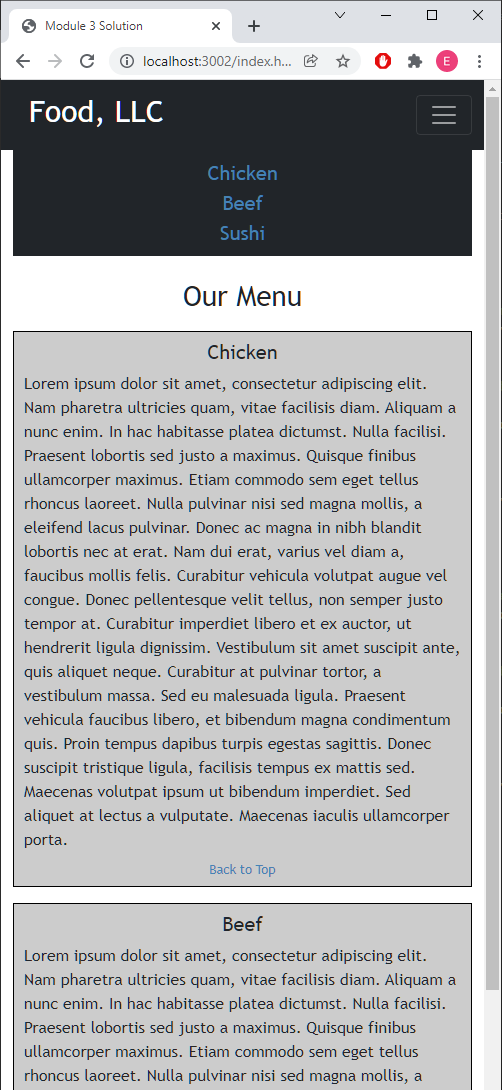 Module 3 Solution
localhost:3002/index.h...
E
Food, LLC
Chicken
Beef
Sushi
Our Menu
Chicken
Lorem ipsum dolor sit amet, consectetur adipiscing elit.
Nam pharetra ultricies quam, vitae facilisis diam. Aliquam a
nunc enim. In hac habitasse platea dictumst. Nulla facilisi.
Praesent lobortis sed justo a maximus. Quisque finibus
ullamcorper maximus. Etiam commodo sem eget tellus
rhoncus laoreet. Nulla pulvinar nisi sed magna mollis, a
eleifend lacus pulvinar. Donec ac magna in nibh blandit
lobortis nec at erat. Nam dui erat, varius vel diam a,
faucibus mollis felis. Curabitur vehicula volutpat augue vel
congue. Donec pellentesque velit tellus, non semper justo
tempor at. Curabitur imperdiet libero et ex auctor, ut
hendrerit ligula dignissim. Vestibulum sit amet suscipit ante,
quis aliquet neque. Curabitur at pulvinar tortor, a
vestibulum massa. Sed eu malesuada ligula. Praesent
vehicula faucibus libero, et bibendum magna condimentum
quis. Proin tempus dapibus turpis egestas sagittis. Donec
suscipit tristique ligula, facilisis tempus ex mattis sed.
Maecenas volutpat ipsum ut bibendum imperdiet. Sed
aliquet at lectus a vulputate. Maecenas iaculis ullamcorper
porta.
Back to Top
Beef
Lorem ipsum dolor sit amet, consectetur adipiscing elit.
Nam pharetra ultricies quam, vitae facilisis diam. Aliquam a
nunc enim. In hac habitasse platea dictumst. Nulla facilisi.
Praesent lobortis sed justo a maximus. Quisque finibus
ullamcorper maximus. Etiam commodo sem eget tellus
rhoncus laoreet. Nulla pulvinar nisi sed magna mollis, a